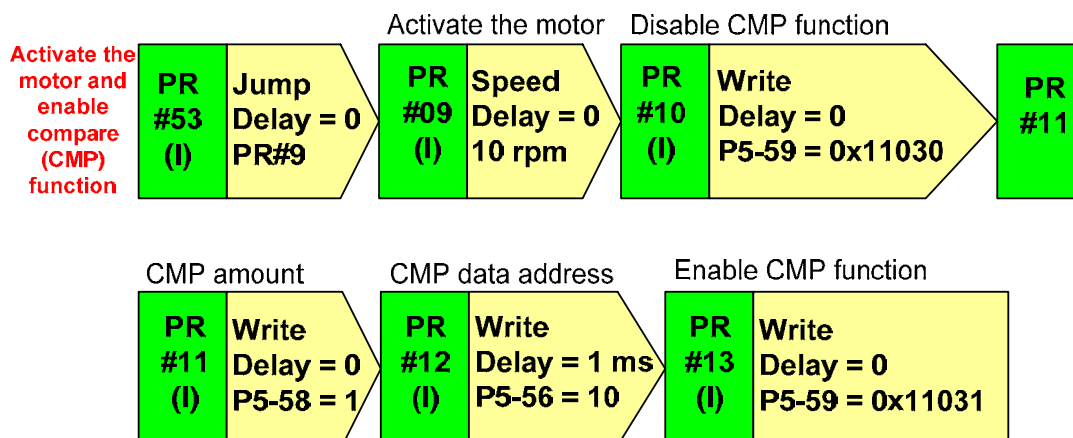 Activate the
motor and
enable
compare
(CMP)
function
PR
#53
(I)
Jump
Delay = 0
PR#9
Activate the motor
PR
#09
(I)
Speed
Delay = 0
10 rpm
Disable CMP function
PR
#10
(I)
Write
Delay = 0
P5-59 = 0x11030
PR
#11
CMP amount
PR
#11
(I)
Write
Delay = 0
P5-58 = 1
CMP data address
PR
#12
(I)
Write
Delay = 1 ms
P5-56 = 10
Enable CMP function
PR
#13
(I)
Write
Delay = 0
P5-59 = 0x11031